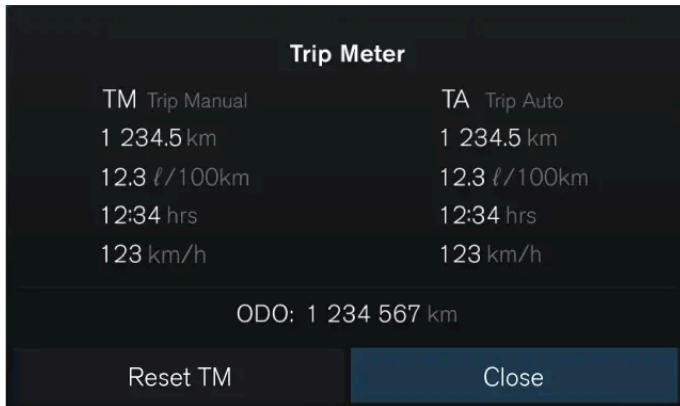 Trip Meter
TM Trip Manual
1 234.5 km
12.3 ℓ/100km
12:34 hrs
123 km/h
TA Trip Auto
1 234.5 km
12.3 ℓ/100km
12:34 hrs
123 km/h
ODO: 1 234 567 km
Reset TM
Close